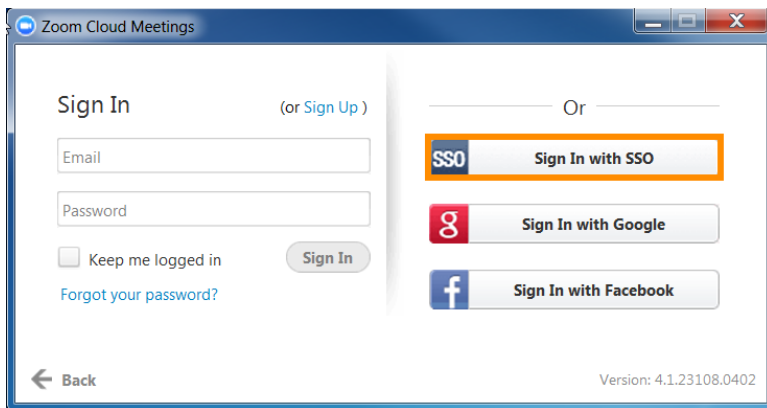 Zoom Cloud Meetings
Sign In
(or Sign Up )
Email
Password
Keep me logged in
Sign In
Forgot your password?
Or
SSO
Sign In with SSO
g
Sign In with Google
f
Sign In with Facebook
Back
Version: 4.1.23108.0402